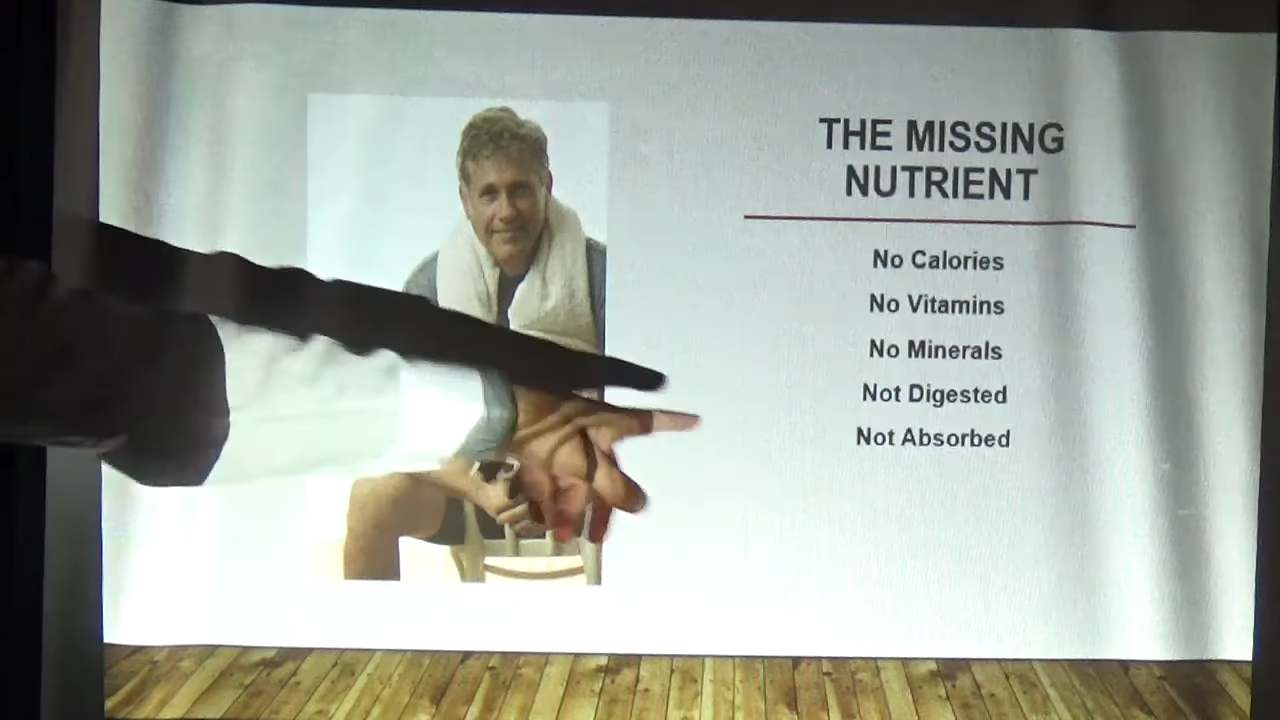 THE MISSING
NUTRIENT
No Calories
No Vitamins
No Minerals
Not Digested
Not Absorbed